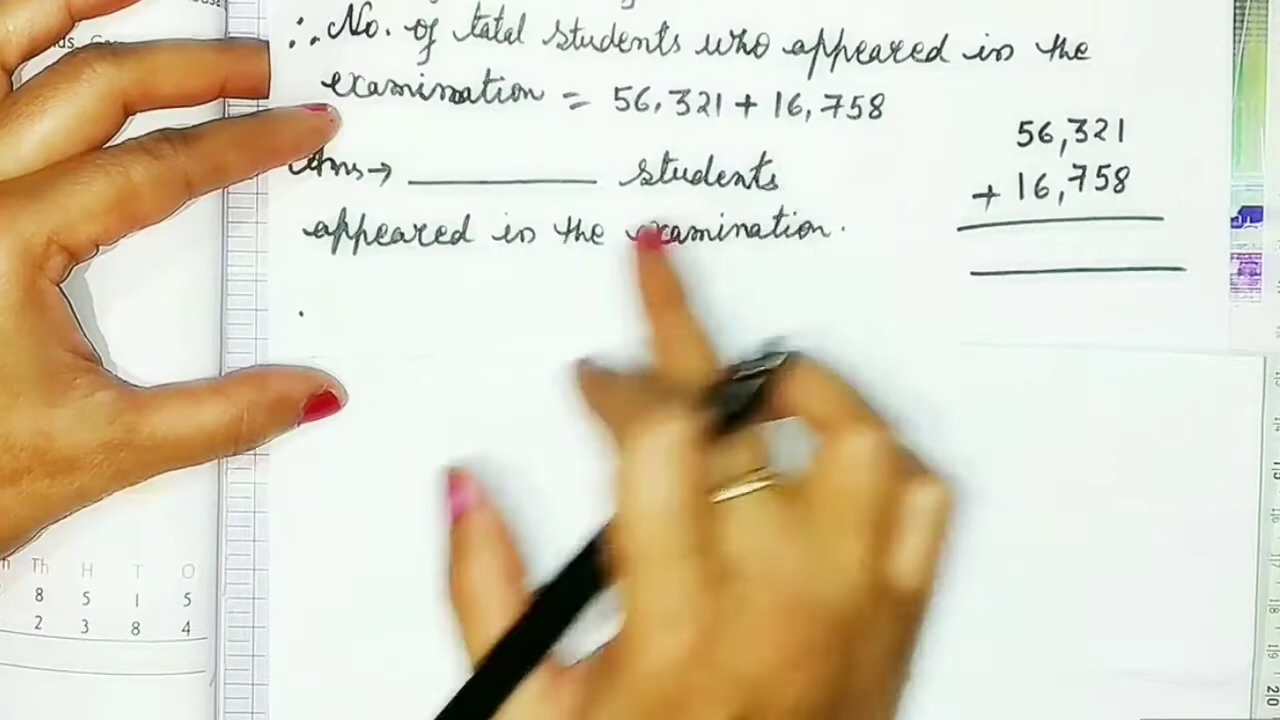 ∴ No. of total students who appeared in the
examination = 56,321 + 16,758
Ans → ________ students
appeared in the examination.
56,321
+ 16,758
Th H T O
8 5 1 5
2 3 8 4